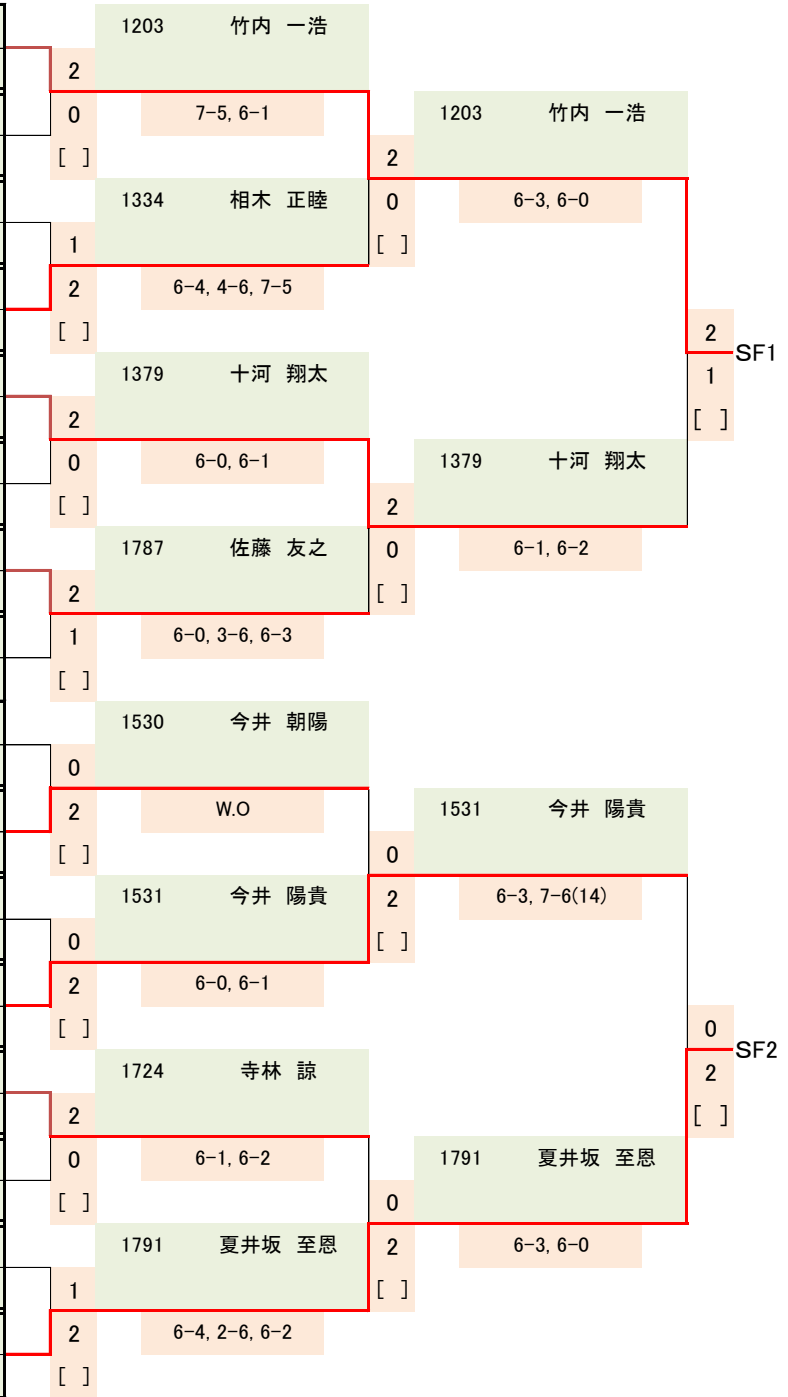 1203 竹内 一浩
2
0 7-5, 6-1 1203 竹内 一浩
[ ] 2
1334 相木 正睦 0 6-3, 6-0
1 [ ]
2 6-4, 4-6, 7-5
[ ] 2
SF1
1379 十河 翔太 1
2 [ ]
0 6-0, 6-1 1379 十河 翔太
[ ] 2
1787 佐藤 友之 0 6-1, 6-2
2 [ ]
1 6-0, 3-6, 6-3
[ ]
1530 今井 朝陽
0
2 W.O 1531 今井 陽貴
[ ] 0
1531 今井 陽貴 2 6-3, 7-6(14)
0 [ ]
2 6-0, 6-1
[ ] 0
SF2
1724 寺林 諒 2
2 [ ]
0 6-1, 6-2 1791 夏井坂 至恩
[ ] 0
1791 夏井坂 至恩 2 6-3, 6-0
1 [ ]
2 6-4, 2-6, 6-2
[ ]